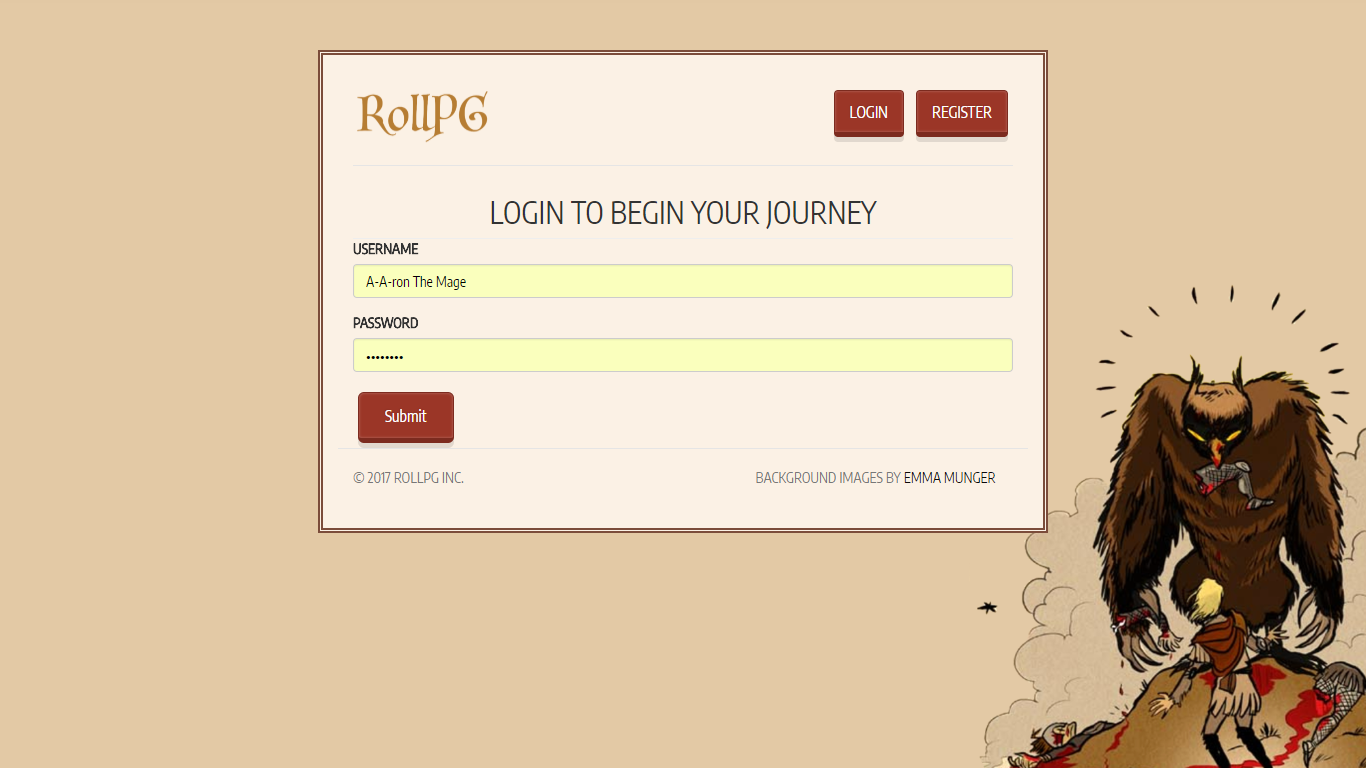 RollPG
LOGIN
REGISTER
LOGIN TO BEGIN YOUR JOURNEY
USERNAME
A-A-ron The Mage
PASSWORD
••••••••
Submit
© 2017 ROLLPG INC.
BACKGROUND IMAGES BY EMMA MUNGER